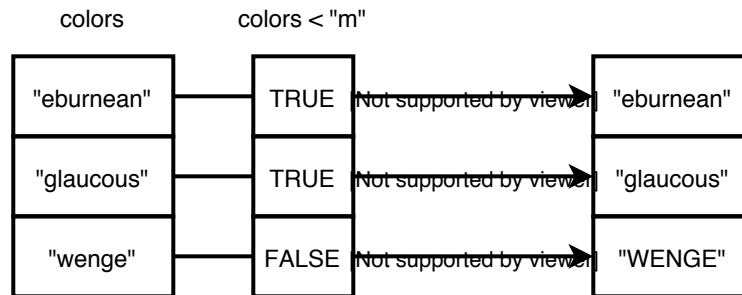 colors colors < "m"
"eburnean" TRUE [Not supported by viewer] "eburnean"
"glaucous" TRUE [Not supported by viewer] "glaucous"
"wenge" FALSE [Not supported by viewer] "WENGE"